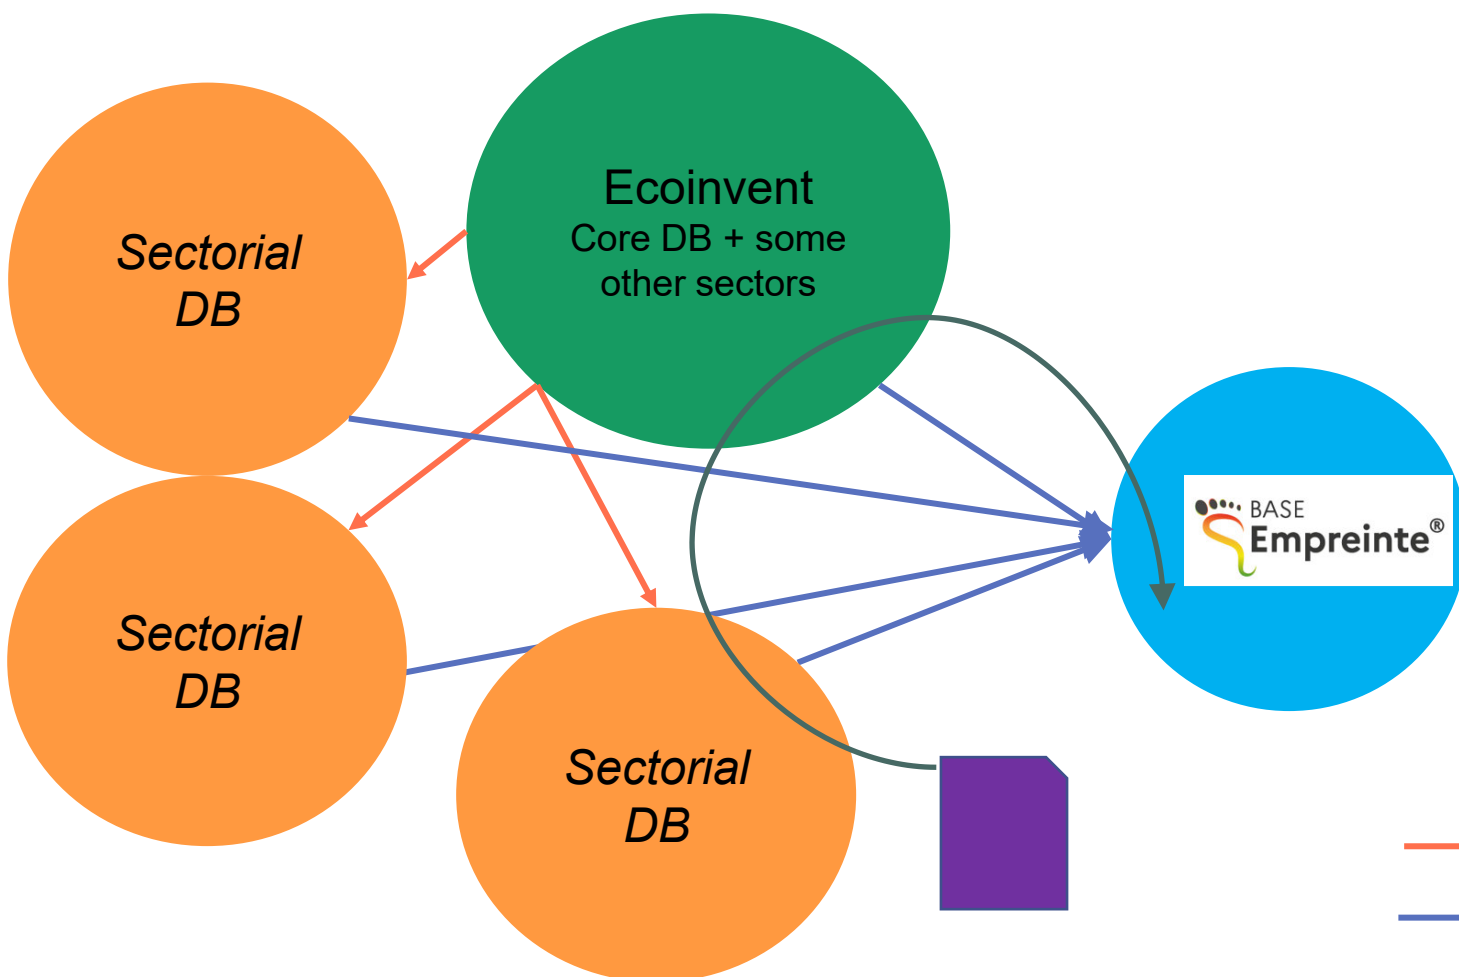 Ecoinvent
Core DB + some
other sectors
Sectorial
DB
BASE
Empreinte®
Sectorial
DB
Sectorial
DB